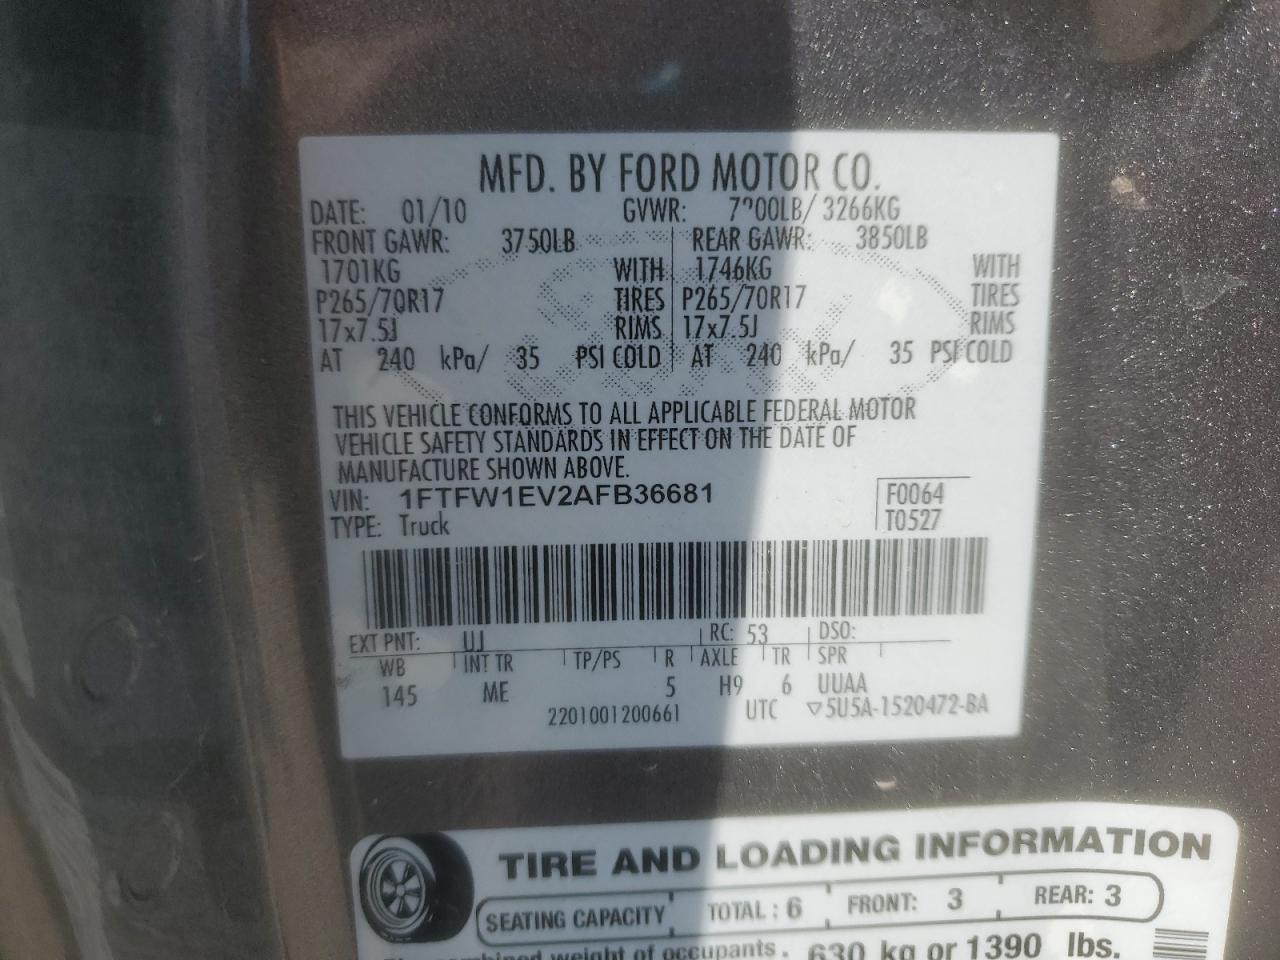 MFD. BY FORD MOTOR CO.
DATE: 01/10 GVWR: LB/ 3266KG
FRONT GAWR: 3750LB REAR GAWR: 3850LB
1701KG WITH 1746KG WITH
P265/70R17 TIRES P265/70R17 TIRES
17x7.5J RIMS 17x7.5J RIMS
AT 240 kPa/ 35 PSI COLD AT 240 kPa/ 35 PSI COLD
THIS VEHICLE CONFORMS TO ALL APPLICABLE FEDERAL MOTOR
VEHICLE SAFETY STANDARDS IN EFFECT ON THE DATE OF
MANUFACTURE SHOWN ABOVE.
VIN: 1FTFW1EV2AFB36681 F0064
TYPE: Truck T0527
EXT PNT: UJ RC: 53 DSO:
WB INT TR TP/PS R AXLE TR SPR
145 ME 5 H9 6 UUAA
2201001200661 UTC ▽5U5A-1520472-BA
TIRE AND LOADING INFORMATION
SEATING CAPACITY TOTAL: 6 FRONT: 3 REAR: 3
combined weight of occupants 630 kg or 1390 lbs.